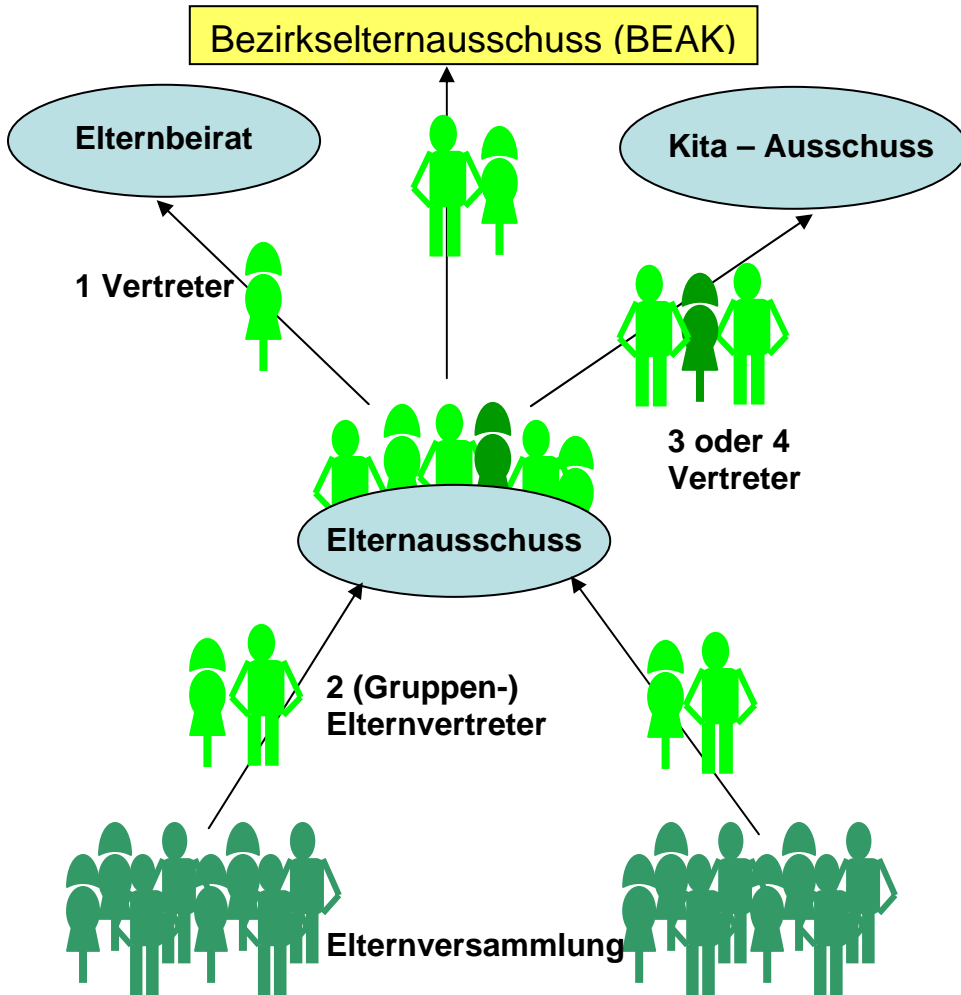 Bezirkselternausschuss (BEAK)
Elternbeirat
Kita – Ausschuss
1 Vertreter
3 oder 4
Vertreter
Elternausschuss
2 (Gruppen-)
Elternvertreter
Elternversammlung